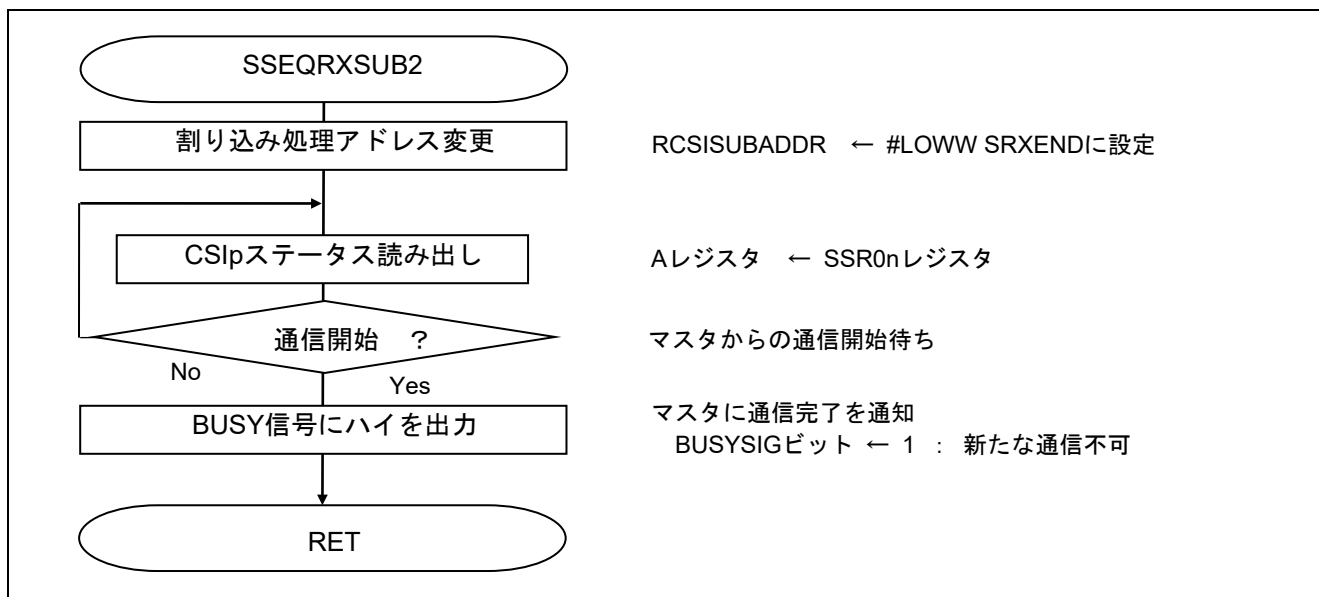 SSEQRXSUB2
割り込み処理アドレス変更 RCSISUBADDR ← #LOWW SRXENDに設定
CSIpステータス読み出し Aレジスタ ← SSR0nレジスタ
通信開始 ? マスタからの通信開始待ち
No Yes
BUSY信号にハイを出力 マスタに通信完了を通知
BUSYSIGビット ← 1 : 新たな通信不可
RET